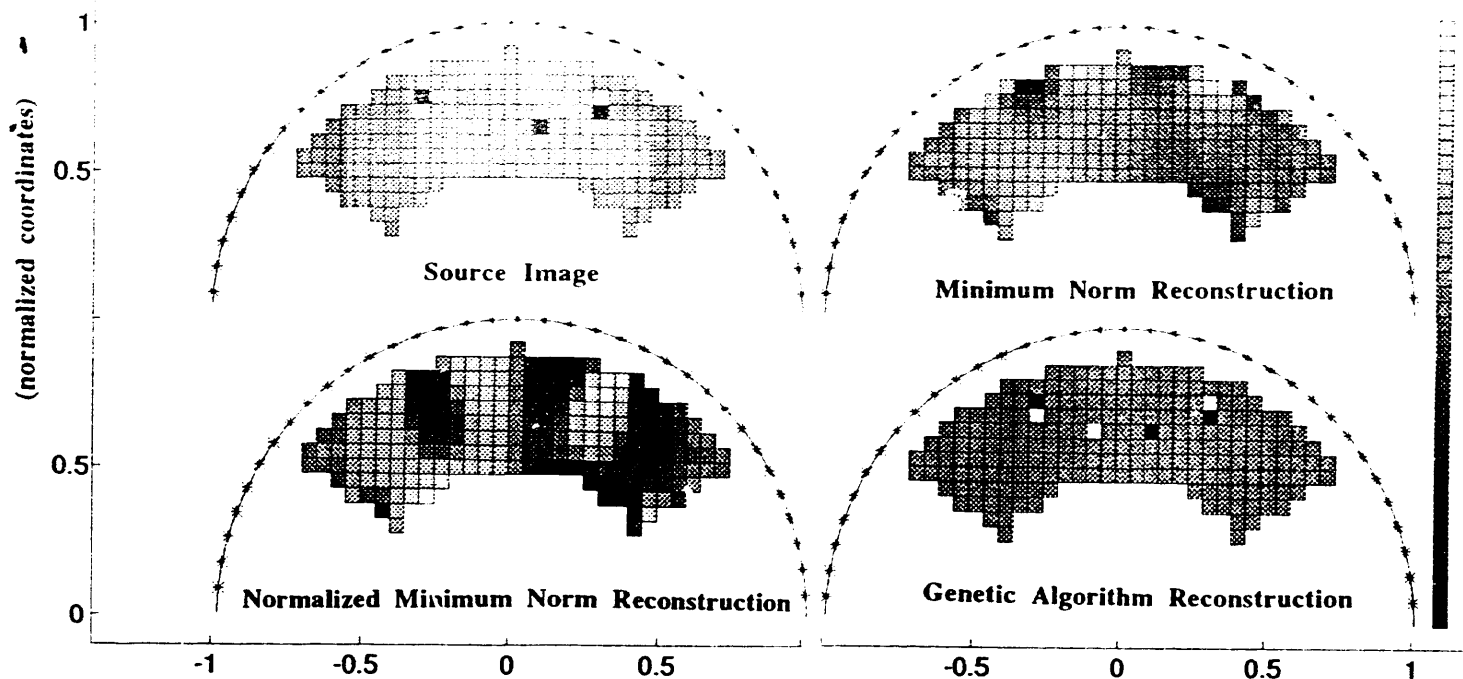 1
(normalized coordinates)
0.5
Source Image
Minimum Norm Reconstruction
0.5
Normalized Minimum Norm Reconstruction
Genetic Algorithm Reconstruction
0
-1 -0.5 0 0.5 -0.5 0 0.5 1